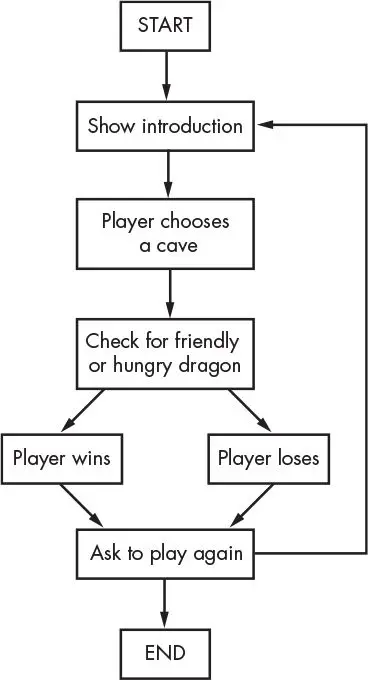 START
Show introduction
Player chooses
a cave
Check for friendly
or hungry dragon
Player wins
Player loses
Ask to play again
END